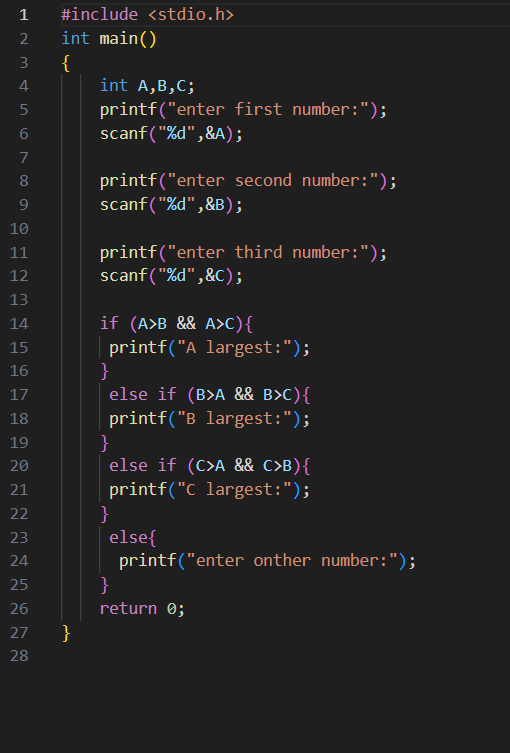 1 #include <stdio.h>
2 int main()
3 {
4     int A,B,C;
5     printf("enter first number:");
6     scanf("%d",&A);
7
8     printf("enter second number:");
9     scanf("%d",&B);
10
11     printf("enter third number:");
12     scanf("%d",&C);
13
14     if (A>B && A>C){
15      printf("A largest:");
16     }
17      else if (B>A && B>C){
18      printf("B largest:");
19     }
20      else if (C>A && C>B){
21      printf("C largest:");
22     }
23      else{
24       printf("enter onther number:");
25     }
26     return 0;
27 }
28